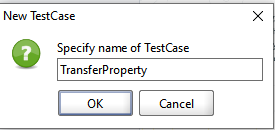 New TestCase
Specify name of TestCase
TransferProperty
OK
Cancel